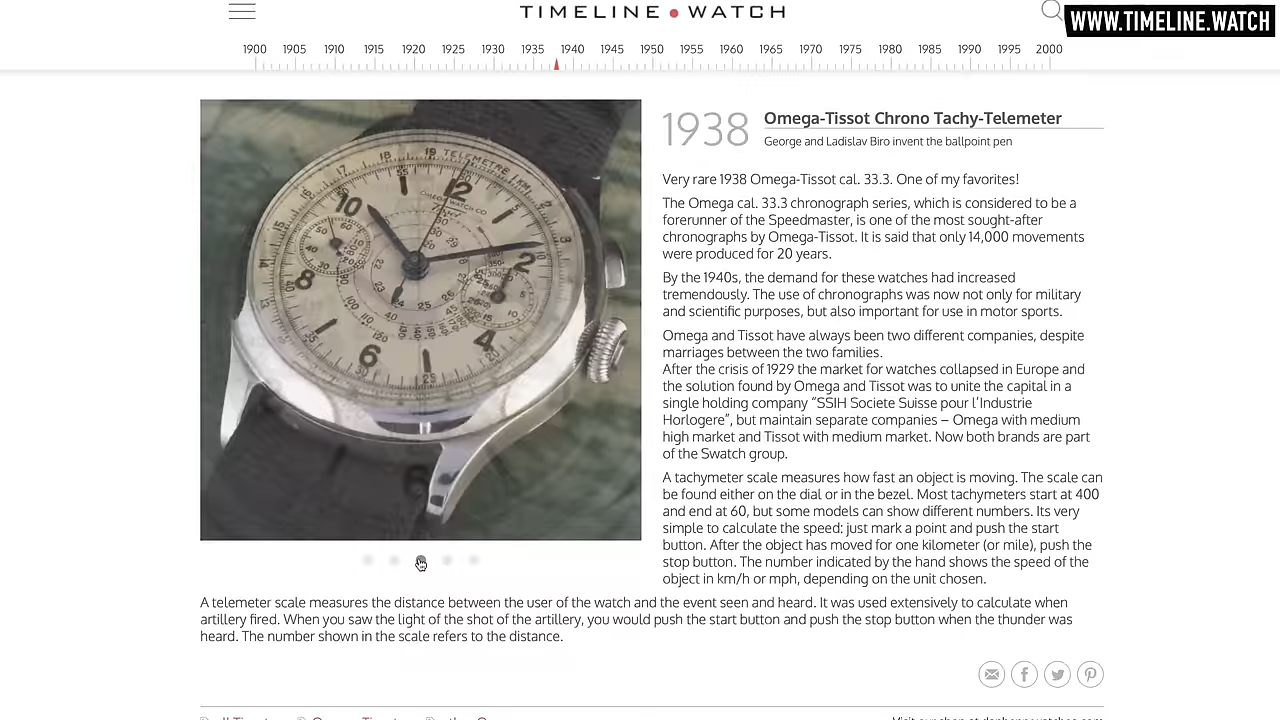 TIMELINE WATCH
WWW.TIMELINE.WATCH
1900 1905 1910 1915 1920 1925 1930 1935 1940 1945 1950 1955 1960 1965 1970 1975 1980 1985 1990 1995 2000
TELEMETRE 1KM
OMEGA WATCH CO
1938
Omega-Tissot Chrono Tachy-Telemeter
George and Ladislav Biro invent the ballpoint pen
Very rare 1938 Omega-Tissot cal. 33.3. One of my favorites!
The Omega cal. 33.3 chronograph series, which is considered to be a
forerunner of the Speedmaster, is one of the most sought-after
chronographs by Omega-Tissot. It is said that only 14,000 movements
were produced for 20 years.
By the 1940s, the demand for these watches had increased
tremendously. The use of chronographs was now not only for military
and scientific purposes, but also important for use in motor sports.
Omega and Tissot have always been two different companies, despite
marriages between the two families.
After the crisis of 1929 the market for watches collapsed in Europe and
the solution found by Omega and Tissot was to unite the capital in a
single holding company “SSIH Societe Suisse pour l’Industrie
Horlogere”, but maintain separate companies – Omega with medium
high market and Tissot with medium market. Now both brands are part
of the Swatch group.
A tachymeter scale measures how fast an object is moving. The scale can
be found either on the dial or in the bezel. Most tachymeters start at 400
and end at 60, but some models can show different numbers. Its very
simple to calculate the speed: just mark a point and push the start
button. After the object has moved for one kilometer (or mile), push the
stop button. The number indicated by the hand shows the speed of the
object in km/h or mph, depending on the unit chosen.
A telemeter scale measures the distance between the user of the watch and the event seen and heard. It was used extensively to calculate when
artillery fired. When you saw the light of the shot of the artillery, you would push the start button and push the stop button when the thunder was
heard. The number shown in the scale refers to the distance.